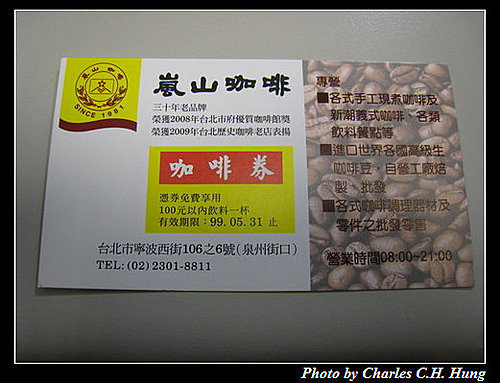 嵐山咖啡
SINCE 1981
嵐山咖啡
三十年老品牌
榮獲2008年台北市府優質咖啡館獎
榮獲2009年台北歷史咖啡老店表揚
咖啡券
憑券免費享用
100元以內飲料一杯
有效期限：99.05.31 止
台北市寧波西街106之6號(泉州街口)
TEL: (02) 2301-8811
專營
■各式手工現煮咖啡及
新潮義式咖啡、各類
飲料餐點等
■進口世界各國高級生
咖啡豆，自營工廠焙
製、批發
■各式咖啡調理器材及
零件之批發零售
營業時間08:00~21:00
Photo by Charles C.H. Hung